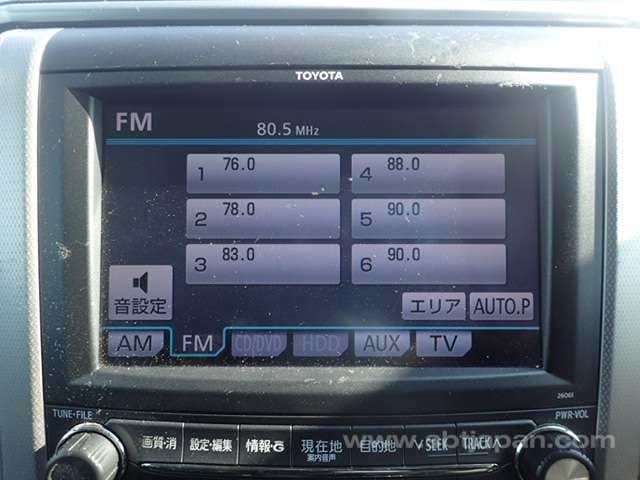 TOYOTA
FM
80.5 MHz
1 76.0
4 88.0
2 78.0
5 90.0
3 83.0
6 90.0
音設定
エリア
AUTO.P
AM
FM
CD/DVD
HDD
AUX
TV
26061
TUNE・FILE
PWR・VOL
画質・消
設定・編集
情報・G
現在地
案内音声
目的地
∨ SEEK
TRACK ∧